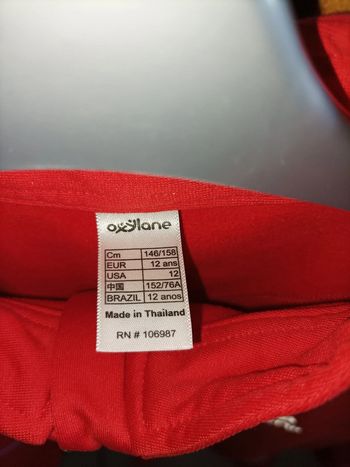 oxylane
Cm 146/158
EUR 12 ans
USA 12
中国 152/76A
BRAZIL 12 anos
Made in Thailand
RN # 106987